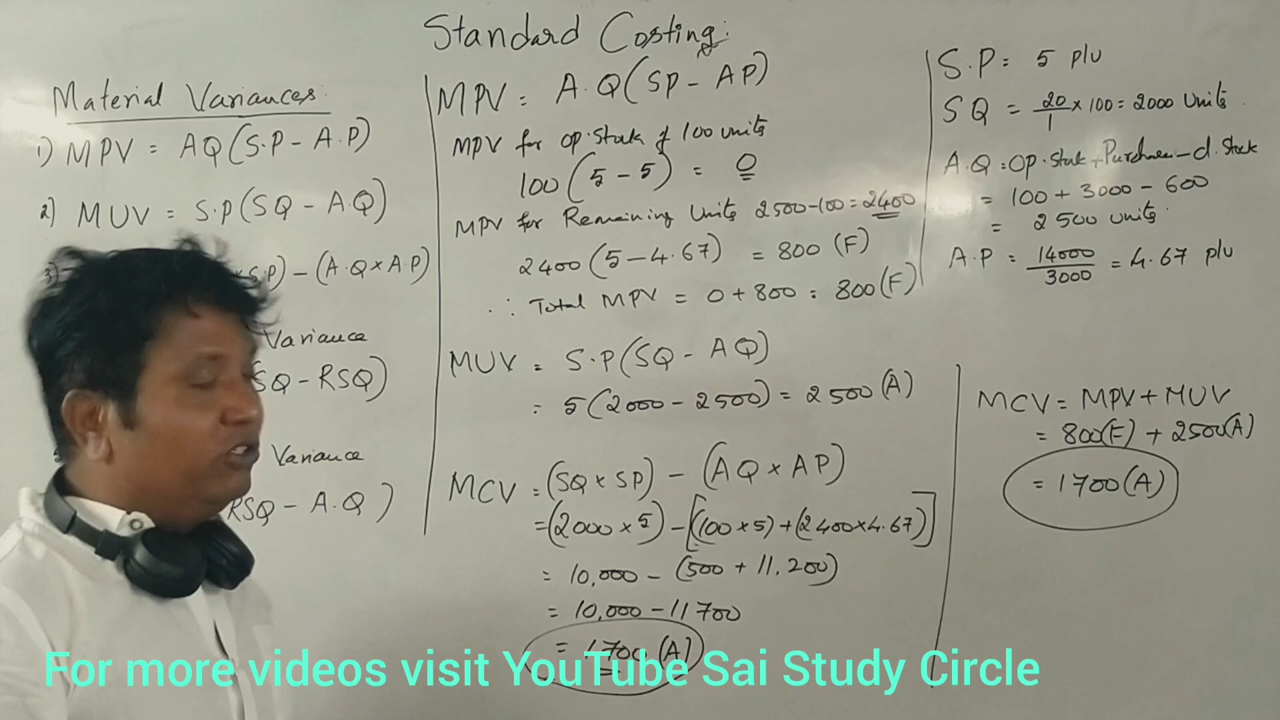 Standard Costing:
Material Variances:
1) MPV = AQ(S.P - A.P)
2) MUV = S.P(SQ - AQ)
S.P) - (A.Q × A.P)
Variance
SQ - RSQ)
Variance
RSQ - A.Q)
MPV = A.Q(SP - AP)
MPV for op. Stock of 100 units
100(5 - 5) = 0
MPV for Remaining Units 2500-100 = 2400
2400(5 - 4.67) = 800 (F)
∴ Total MPV = 0 + 800 = 800(F)
MUV = S.P(SQ - AQ)
= 5(2000 - 2500) = 2500(A)
MCV = (SQ × SP) - (AQ × AP)
= (2000 × 5) - [(100 × 5) + (2400 × 4.67)]
= 10,000 - (500 + 11,200)
= 10,000 - 11700
= 1700(A)
S.P = 5 p/u
SQ = 20/1 × 100 = 2000 Units
A.Q = Op. Stock + Purchases - cl. Stock
= 100 + 3000 - 600
= 2500 units
A.P = 14000/3000 = 4.67 p/u
MCV = MPV + MUV
= 800(F) + 2500(A)
= 1700(A)
For more videos visit YouTube Sai Study Circle